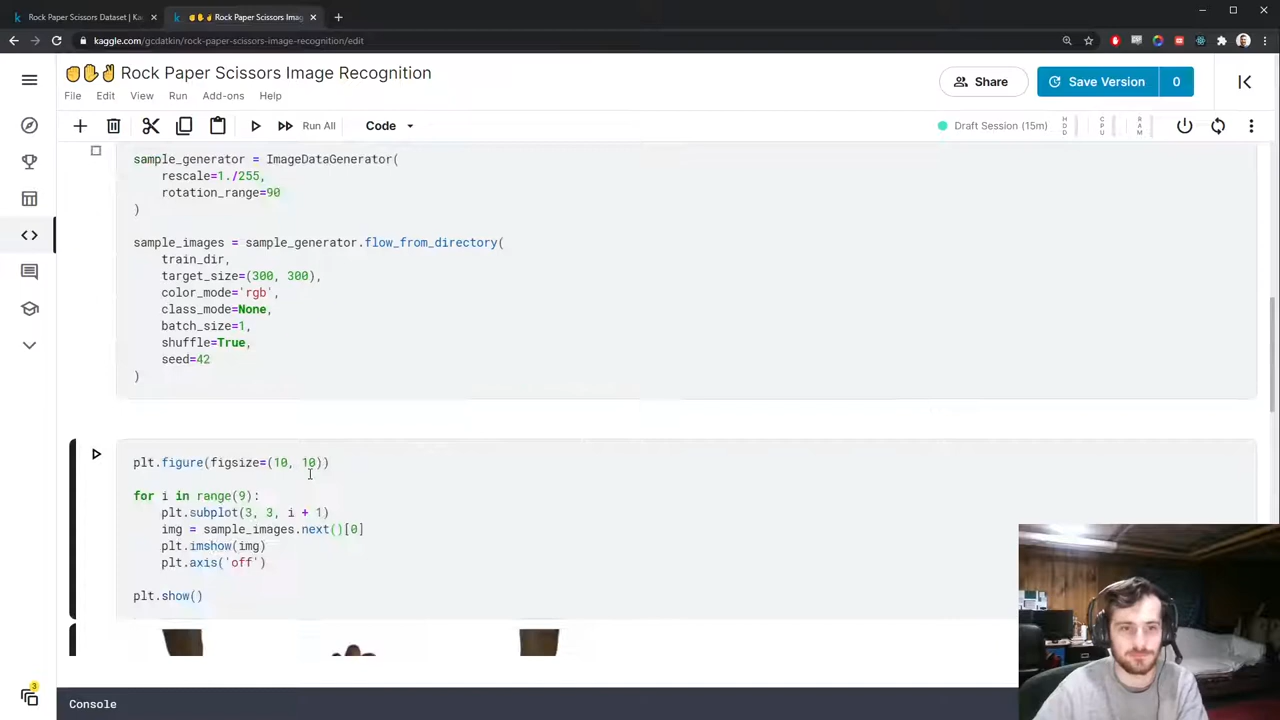 Rock Paper Scissors Dataset | Ka
✊✋✌ Rock Paper Scissors Imag
kaggle.com/gcdatkin/rock-paper-scissors-image-recognition/edit
✊✋✌ Rock Paper Scissors Image Recognition
Share
Save Version
0
File Edit View Run Add-ons Help
Run All
Code
Draft Session (15m)
HDD
CPU
RAM
sample_generator = ImageDataGenerator(
rescale=1./255,
rotation_range=90
)
sample_images = sample_generator.flow_from_directory(
train_dir,
target_size=(300, 300),
color_mode='rgb',
class_mode=None,
batch_size=1,
shuffle=True,
seed=42
)
plt.figure(figsize=(10, 10))
for i in range(9):
plt.subplot(3, 3, i + 1)
img = sample_images.next()[0]
plt.imshow(img)
plt.axis('off')
plt.show()
3
Console